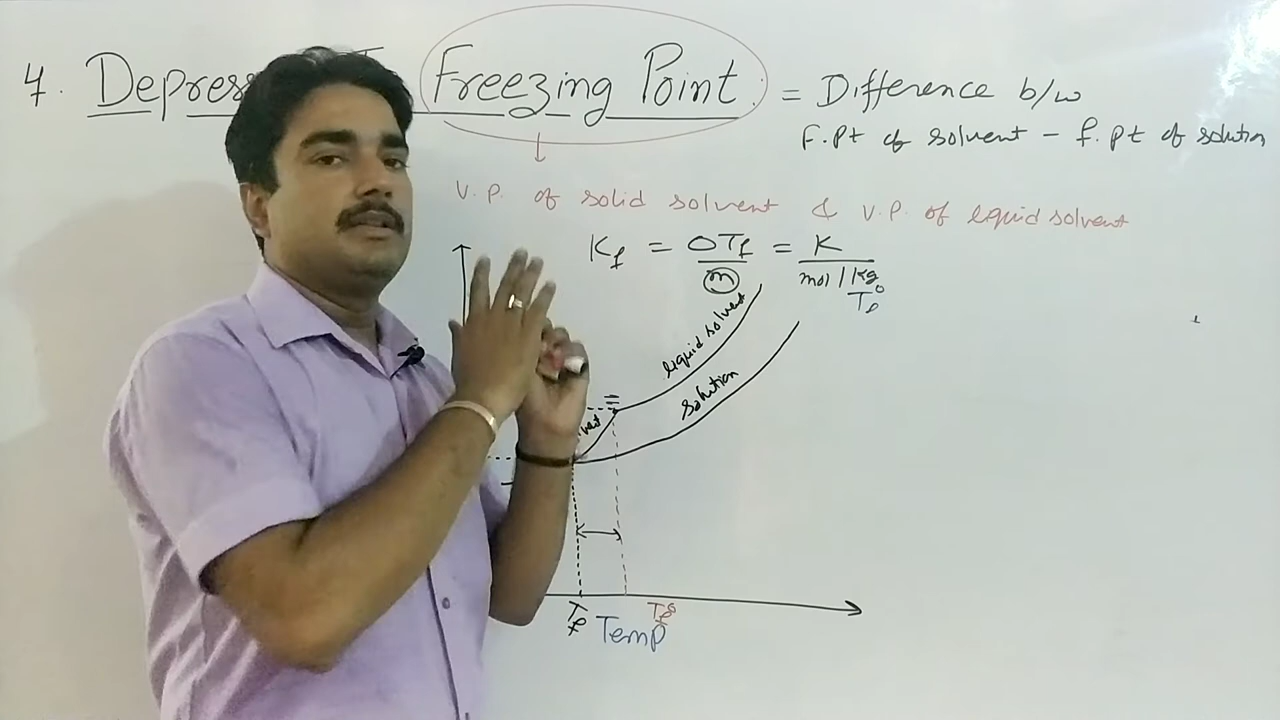 4. Depress Freezing Point = Difference b/w
F.Pt of solvent - f.pt of solution
V.P. of solid solvent & V.P. of liquid solvent
Kf = ΔTf / m = K / mol / kg
Tf°
liquid solvent
solution
Tf Tf°
Temp